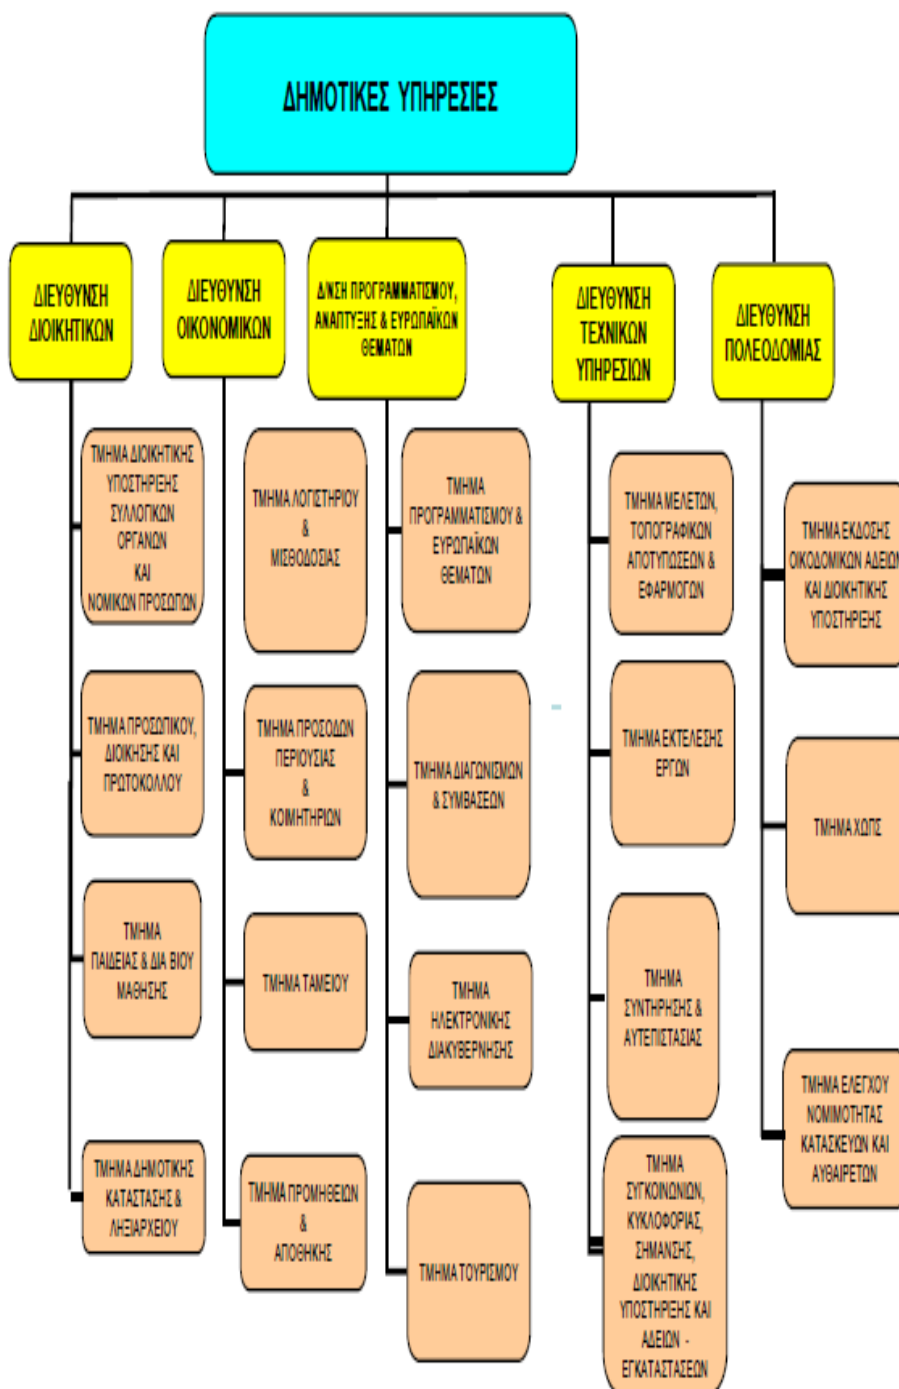 ΔΗΜΟΤΙΚΕΣ ΥΠΗΡΕΣΙΕΣ
ΔΙΕΥΘΥΝΣΗ
ΔΙΟΙΚΗΤΙΚΩΝ
ΔΙΕΥΘΥΝΣΗ
ΟΙΚΟΝΟΜΙΚΩΝ
Δ/ΝΣΗ ΠΡΟΓΡΑΜΜΑΤΙΣΜΟΥ,
ΑΝΑΠΤΥΞΗΣ & ΕΥΡΩΠΑΪΚΩΝ
ΘΕΜΑΤΩΝ
ΔΙΕΥΘΥΝΣΗ
ΤΕΧΝΙΚΩΝ
ΥΠΗΡΕΣΙΩΝ
ΔΙΕΥΘΥΝΣΗ
ΠΟΛΕΟΔΟΜΙΑΣ
ΤΜΗΜΑ ΔΙΟΙΚΗΤΙΚΗΣ
ΥΠΟΣΤΗΡΙΞΗΣ
ΣΥΛΛΟΓΙΚΩΝ
ΟΡΓΑΝΩΝ
ΚΑΙ
ΝΟΜΙΚΩΝ ΠΡΟΣΩΠΩΝ
ΤΜΗΜΑ ΠΡΟΣΩΠΙΚΟΥ,
ΔΙΟΙΚΗΣΗΣ ΚΑΙ
ΠΡΩΤΟΚΟΛΛΟΥ
ΤΜΗΜΑ
ΠΑΙΔΕΙΑΣ & ΔΙΑ ΒΙΟΥ
ΜΑΘΗΣΗΣ
ΤΜΗΜΑ ΔΗΜΟΤΙΚΗΣ
ΚΑΤΑΣΤΑΣΗΣ &
ΛΗΞΙΑΡΧΕΙΟΥ
ΤΜΗΜΑ ΛΟΓΙΣΤΗΡΙΟΥ
&
ΜΙΣΘΟΔΟΣΙΑΣ
ΤΜΗΜΑ ΠΡΟΣΟΔΩΝ
ΠΕΡΙΟΥΣΙΑΣ
&
ΚΟΙΜΗΤΗΡΙΩΝ
ΤΜΗΜΑ ΤΑΜΕΙΟΥ
ΤΜΗΜΑ ΠΡΟΜΗΘΕΙΩΝ
&
ΑΠΟΘΗΚΗΣ
ΤΜΗΜΑ
ΠΡΟΓΡΑΜΜΑΤΙΣΜΟΥ &
ΕΥΡΩΠΑΪΚΩΝ
ΘΕΜΑΤΩΝ
ΤΜΗΜΑ ΔΙΑΓΩΝΙΣΜΩΝ
& ΣΥΜΒΑΣΕΩΝ
ΤΜΗΜΑ
ΗΛΕΚΤΡΟΝΙΚΗΣ
ΔΙΑΚΥΒΕΡΝΗΣΗΣ
ΤΜΗΜΑ ΤΟΥΡΙΣΜΟΥ
ΤΜΗΜΑ ΜΕΛΕΤΩΝ,
ΤΟΠΟΓΡΑΦΙΚΩΝ
ΑΠΟΤΥΠΩΣΕΩΝ &
ΕΦΑΡΜΟΓΩΝ
ΤΜΗΜΑ ΕΚΤΕΛΕΣΗΣ
ΕΡΓΩΝ
ΤΜΗΜΑ
ΣΥΝΤΗΡΗΣΗΣ &
ΑΥΤΕΠΙΣΤΑΣΙΑΣ
ΤΜΗΜΑ
ΣΥΓΚΟΙΝΩΝΙΩΝ,
ΚΥΚΛΟΦΟΡΙΑΣ,
ΣΗΜΑΝΣΗΣ,
ΔΙΟΙΚΗΤΙΚΗΣ
ΥΠΟΣΤΗΡΙΞΗΣ ΚΑΙ
ΑΔΕΙΩΝ -
ΕΓΚΑΤΑΣΤΑΣΕΩΝ
ΤΜΗΜΑ ΕΚΔΟΣΗΣ
ΟΙΚΟΔΟΜΙΚΩΝ ΑΔΕΙΩΝ
ΚΑΙ ΔΙΟΙΚΗΤΙΚΗΣ
ΥΠΟΣΤΗΡΙΞΗΣ
ΤΜΗΜΑ ΧΩΠΣ
ΤΜΗΜΑ ΕΛΕΓΧΟΥ
ΝΟΜΙΜΟΤΗΤΑΣ
ΚΑΤΑΣΚΕΥΩΝ ΚΑΙ
ΑΥΘΑΙΡΕΤΩΝ